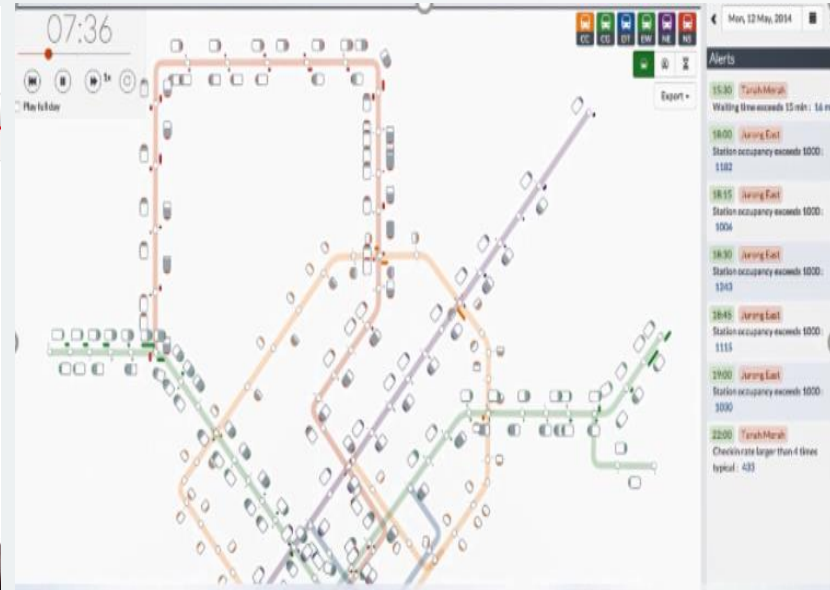 07:36
1x
Play full day
CC CG DT EW NE NS
Export
Mon, 12 May, 2014
Alerts
15:30 Tanah Merah
Waiting time exceeds 15 min : 16 m
18:00 Jurong East
Station occupancy exceeds 1000 :
1182
18:15 Jurong East
Station occupancy exceeds 1000 :
1006
18:30 Jurong East
Station occupancy exceeds 1000 :
1343
18:45 Jurong East
Station occupancy exceeds 1000 :
1115
19:00 Jurong East
Station occupancy exceeds 1000 :
1030
22:00 Tanah Merah
Checkin rate larger than 4 times
typical : 433